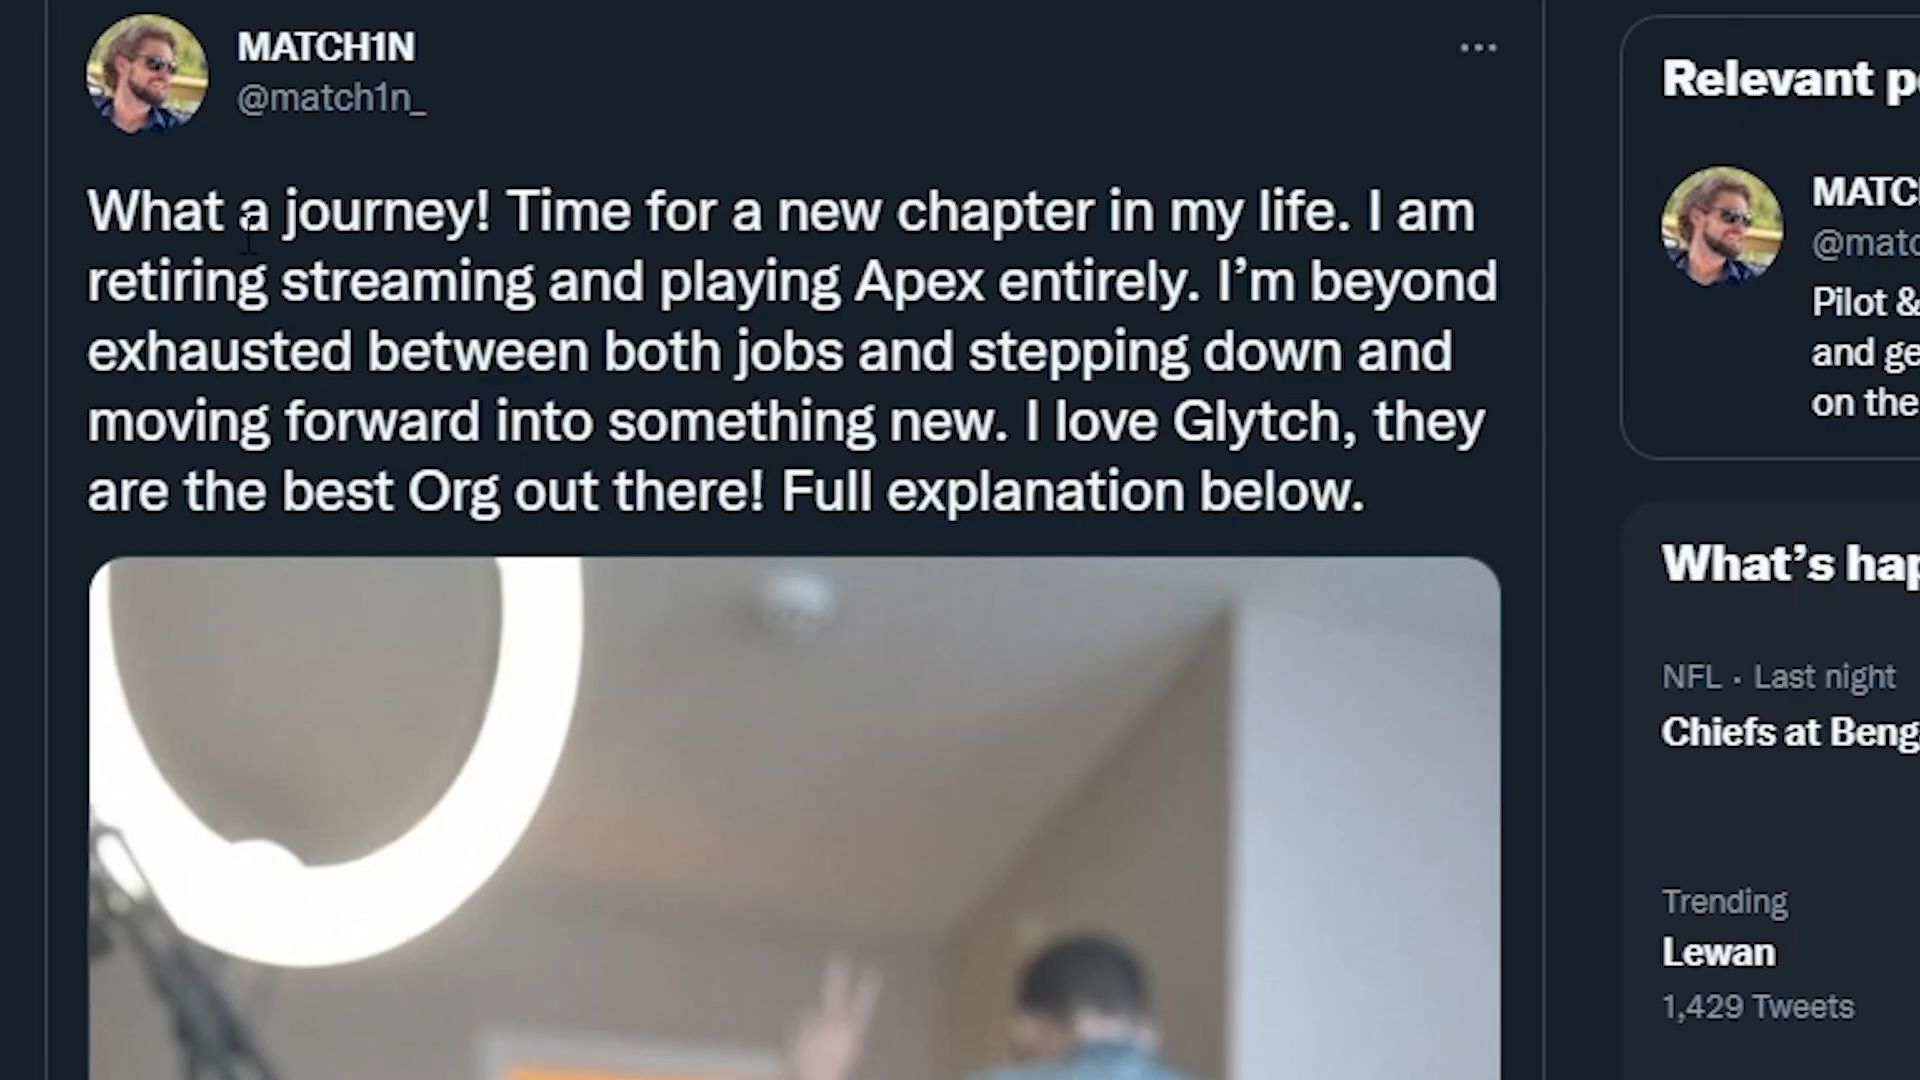 MATCH1N
@match1n_
What a journey! Time for a new chapter in my life. I am
retiring streaming and playing Apex entirely. I’m beyond
exhausted between both jobs and stepping down and
moving forward into something new. I love Glytch, they
are the best Org out there! Full explanation below.
Relevant pe
MATCH
@matc
Pilot &
and ge
on the
What’s hap
NFL · Last night
Chiefs at Beng
Trending
Lewan
1,429 Tweets